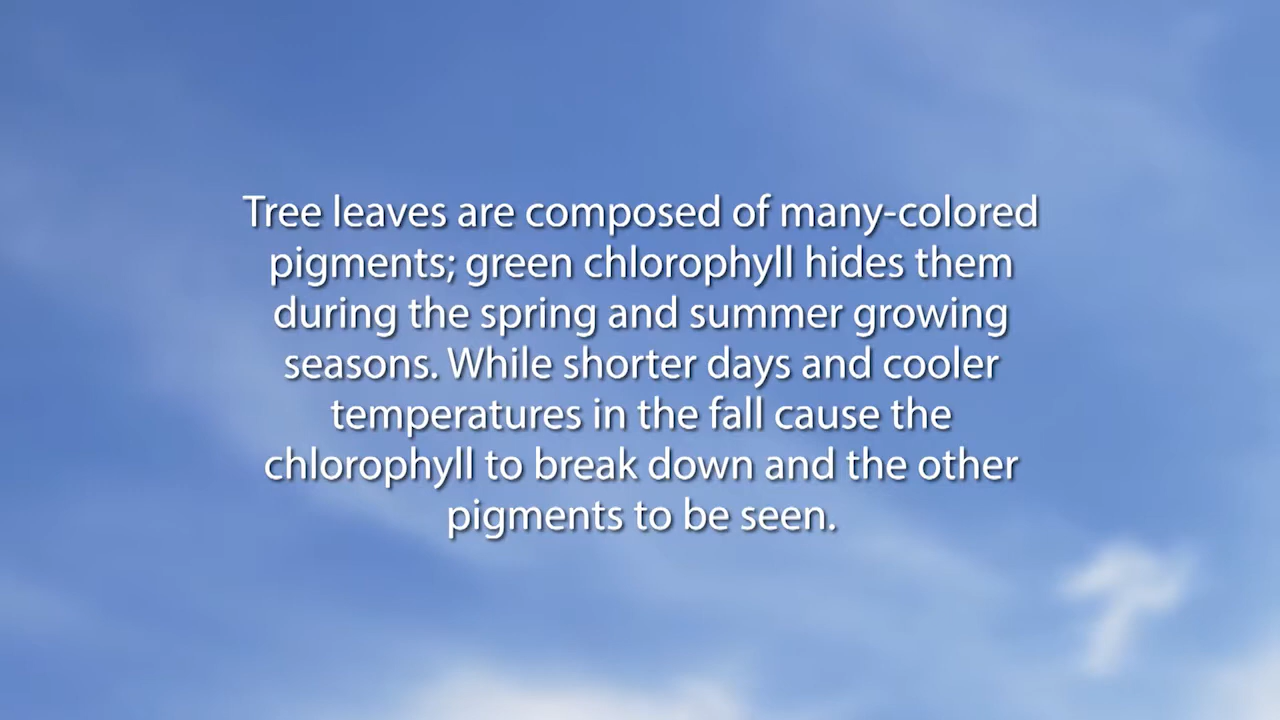 Tree leaves are composed of many-colored
pigments; green chlorophyll hides them
during the spring and summer growing
seasons. While shorter days and cooler
temperatures in the fall cause the
chlorophyll to break down and the other
pigments to be seen.